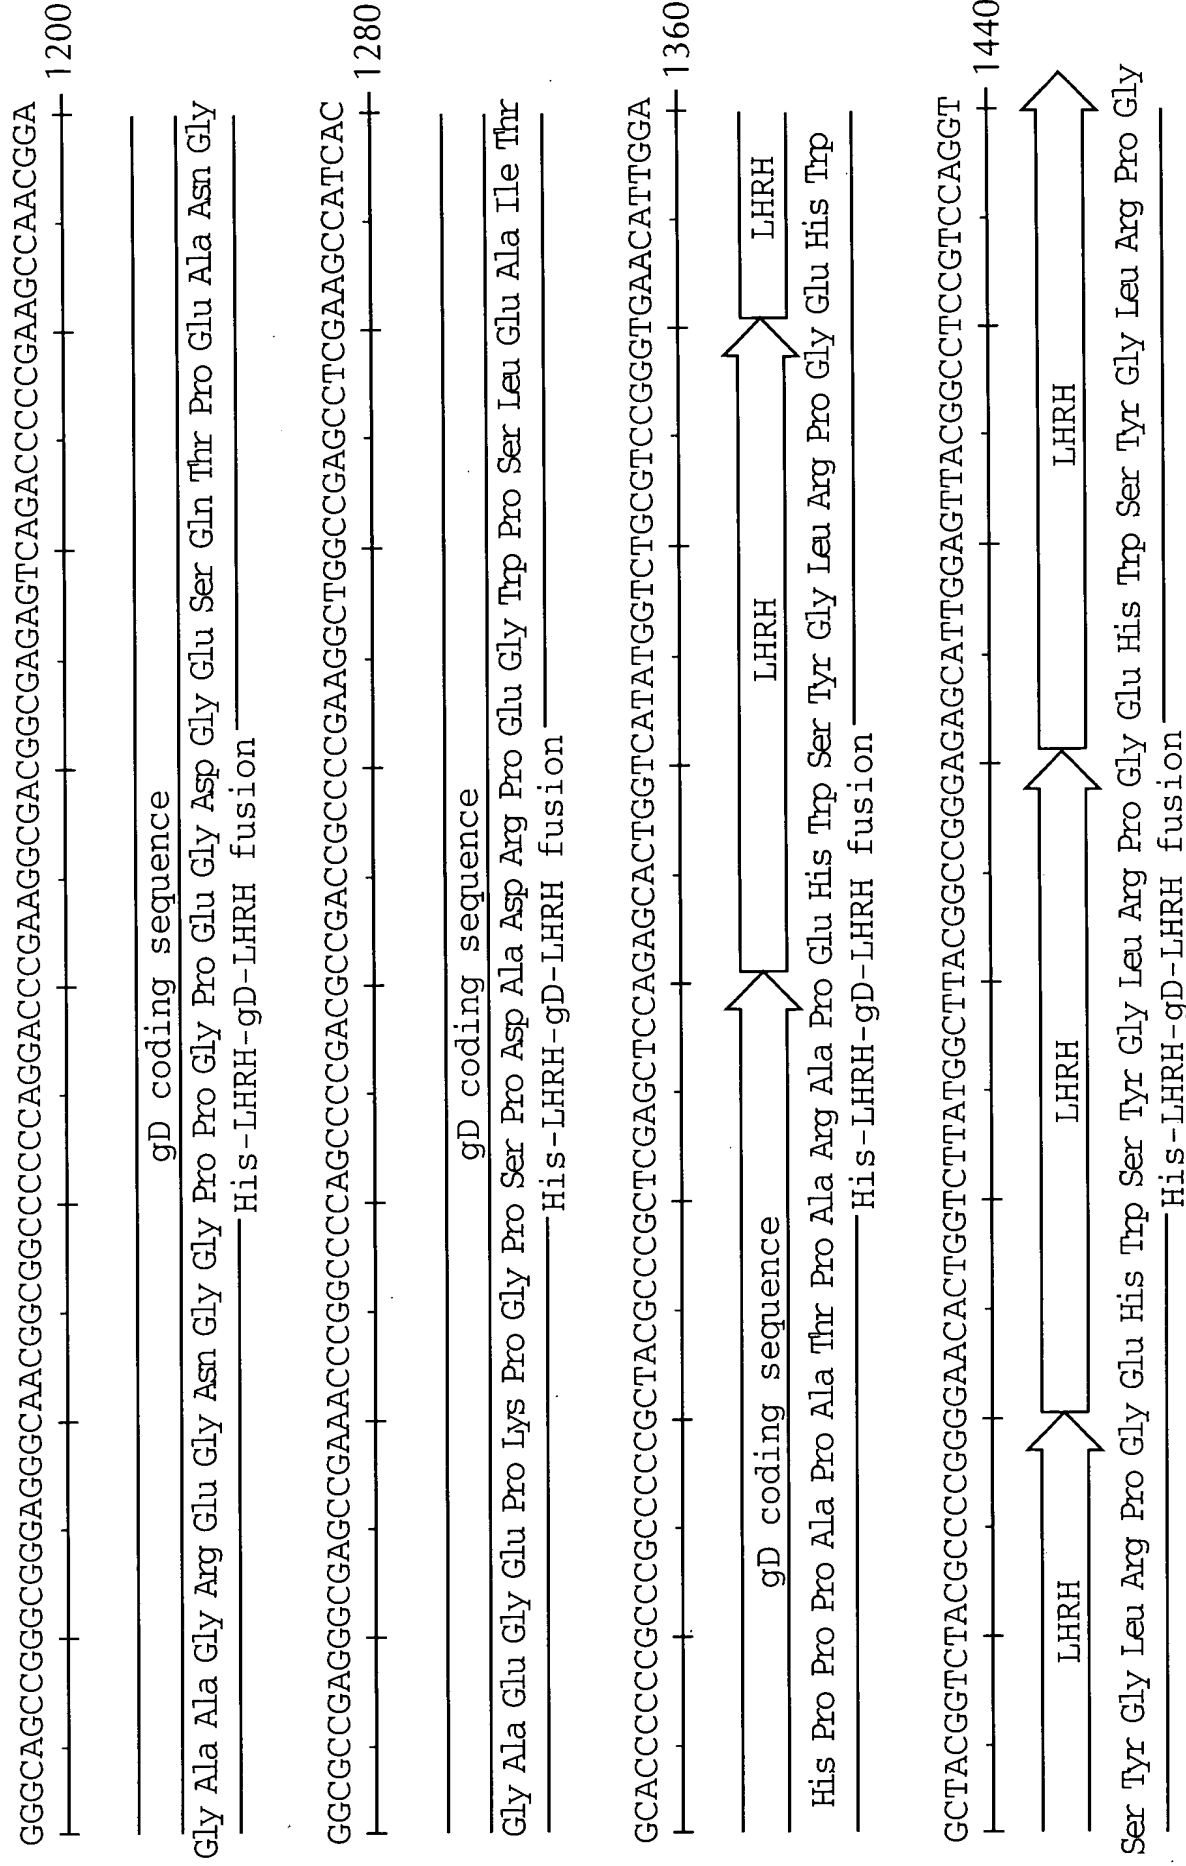 GGGCAGCCGGGCGGGAGGGCAACGGCGGCCCCCCAGGACCCGAAGGCGACGGCGAGAGTCAGACCCCCGAAGCCAACGGA
1200
gD coding sequence
Gly Ala Ala Gly Arg Glu Gly Asn Gly Gly Pro Pro Gly Pro Glu Gly Asp Gly Glu Ser Gln Thr Pro Glu Ala Asn Gly
His-LHRH-gD-LHRH fusion
GGCGCCGAGGGCGAGCCGAAACCCGGCCCCAGCCCCGACGCCGACCGCCCCGAAGGCTGGCCGAGCCTCGAAGCCATCAC
1280
gD coding sequence
Gly Ala Glu Gly Glu Pro Lys Pro Gly Pro Ser Pro Asp Ala Asp Arg Pro Glu Gly Trp Pro Ser Leu Glu Ala Ile Thr
His-LHRH-gD-LHRH fusion
GCACCCCCCGCCCGCCCCCGCTACGCCCGCTCGAGCTCCAGAGCACTGGTCATATGGTCTGCGTCCGGGTGAACATTGGA
1360
gD coding sequence LHRH LHRH
His Pro Pro Pro Ala Pro Ala Thr Pro Ala Arg Ala Pro Glu His Trp Ser Tyr Gly Leu Arg Pro Gly Glu His Trp
His-LHRH-gD-LHRH fusion
GCTACGGTCTACGCCCCGGGGAACACTGGTCTTATGGCTTACGGCCGGGAGAGCATTGGAGTTACGGCCTCCGTCCAGGT
1440
LHRH LHRH LHRH
Ser Tyr Gly Leu Arg Pro Gly Glu His Trp Ser Tyr Gly Leu Arg Pro Gly Glu His Trp Ser Tyr Gly Leu Arg Pro Gly
His-LHRH-gD-LHRH fusion